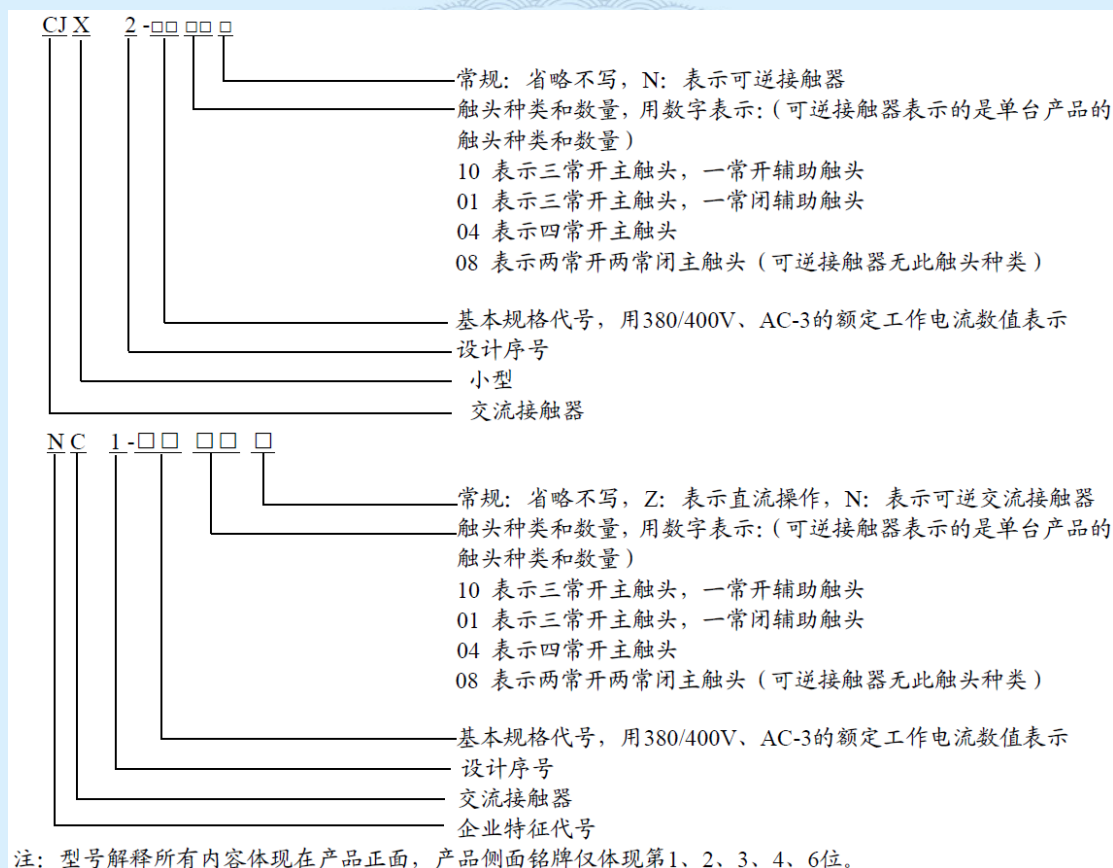 CJ X 2-□□ □□ □
常规：省略不写，N：表示可逆接触器
触头种类和数量，用数字表示：（可逆接触器表示的是单台产品的
触头种类和数量）
10 表示三常开主触头，一常开辅助触头
01 表示三常开主触头，一常闭辅助触头
04 表示四常开主触头
08 表示两常开两常闭主触头（可逆接触器无此触头种类）
基本规格代号，用380/400V、AC-3的额定工作电流数值表示
设计序号
小型
交流接触器
N C 1-□□ □□ □
常规：省略不写，Z：表示直流操作，N：表示可逆交流接触器
触头种类和数量，用数字表示：（可逆接触器表示的是单台产品的
触头种类和数量）
10 表示三常开主触头，一常开辅助触头
01 表示三常开主触头，一常闭辅助触头
04 表示四常开主触头
08 表示两常开两常闭主触头（可逆接触器无此触头种类）
基本规格代号，用380/400V、AC-3的额定工作电流数值表示
设计序号
交流接触器
企业特征代号
注：型号解释所有内容体现在产品正面，产品侧面铭牌仅体现第1、2、3、4、6位。